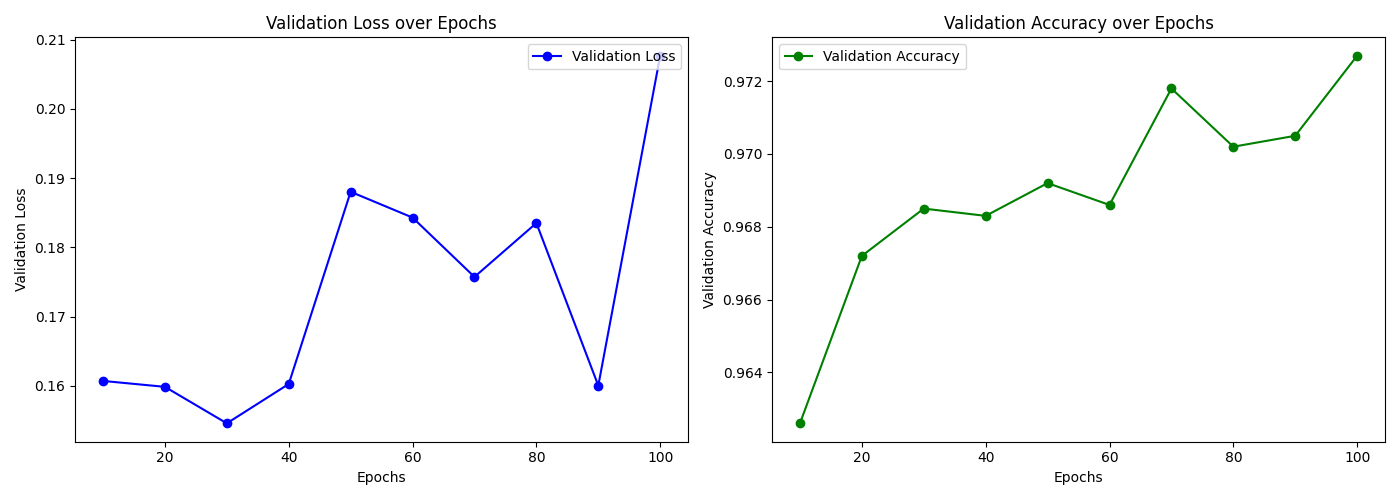 Validation Loss over Epochs
Validation Loss
0.21
0.20
0.19
0.18
0.17
0.16
Validation Loss
20
40
60
80
100
Epochs
Validation Accuracy over Epochs
Validation Accuracy
0.972
0.970
0.968
0.966
0.964
Validation Accuracy
20
40
60
80
100
Epochs